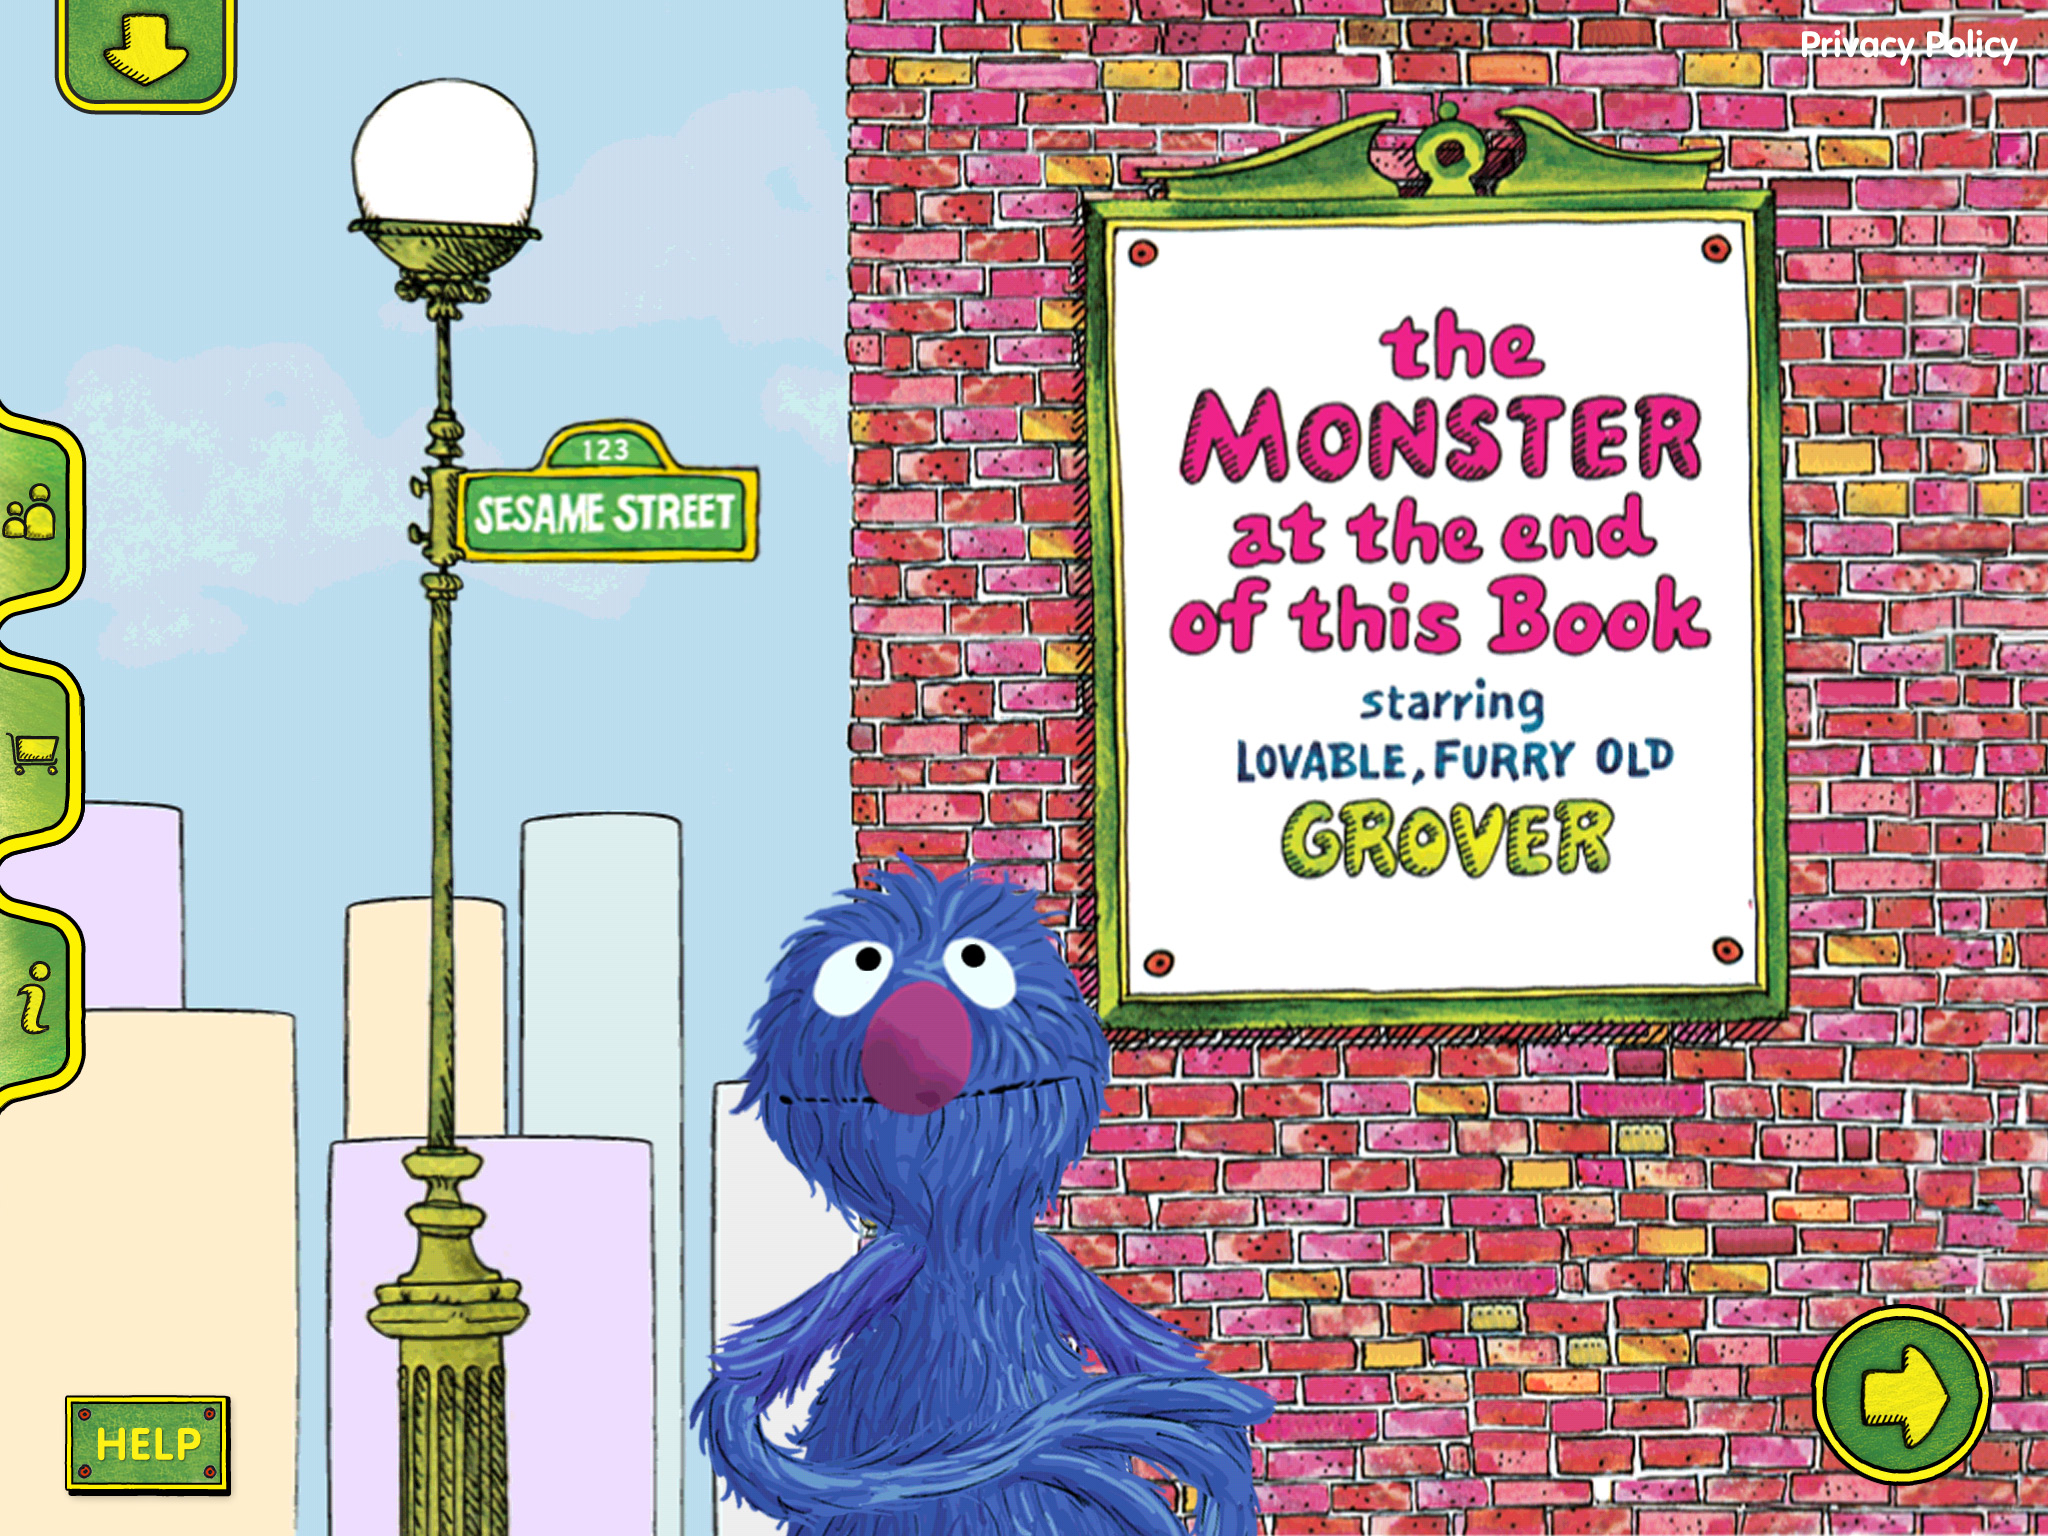 Privacy Policy
123
SESAME STREET
the
MONSTER
at the end
of this Book
starring
LOVABLE, FURRY OLD
GROVER
HELP